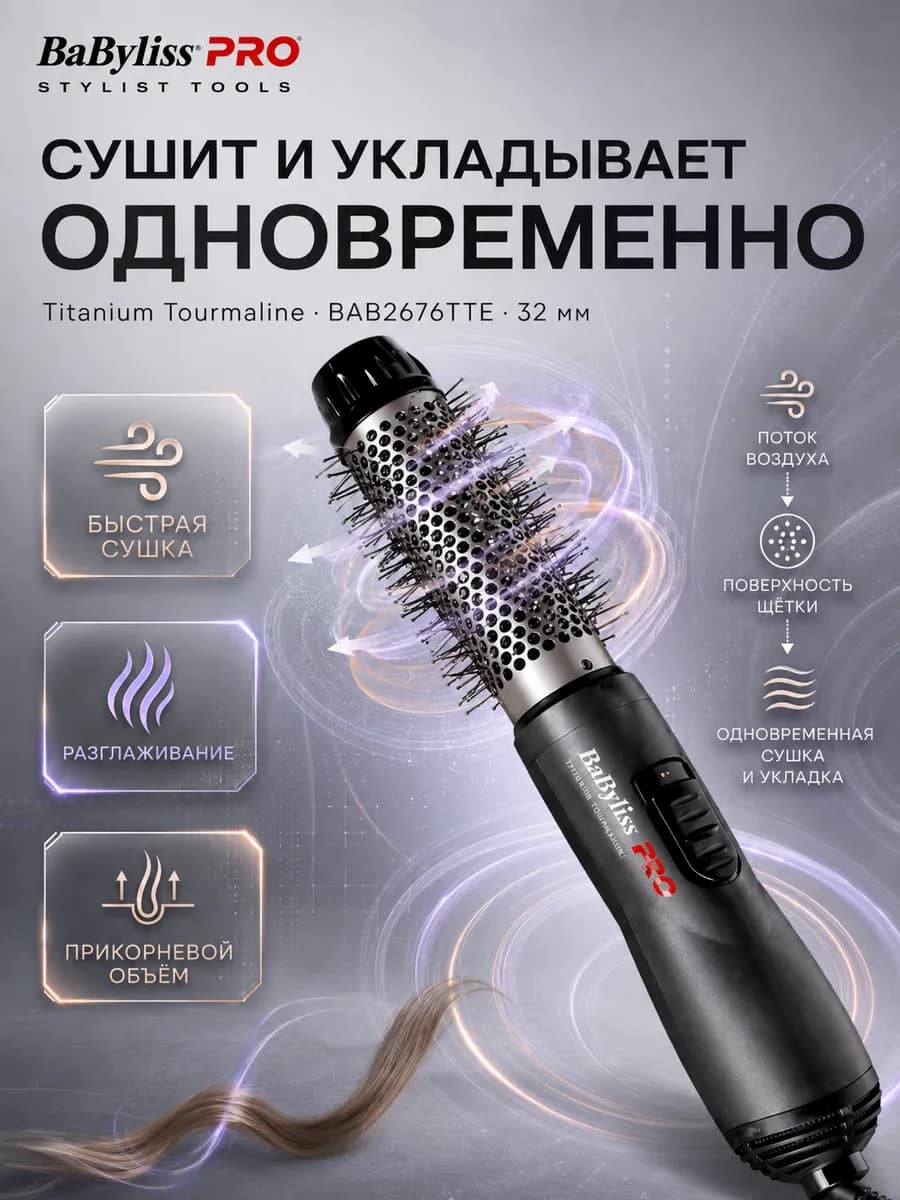 BaByliss PRO
STYLIST TOOLS
СУШИТ И УКЛАДЫВАЕТ
ОДНОВРЕМЕННО
Titanium Tourmaline · BAB2676TTE · 32 мм
БЫСТРАЯ
СУШКА
РАЗГЛАЖИВАНИЕ
ПРИКОРНЕВОЙ
ОБЪЁМ
ПОТОК
ВОЗДУХА
ПОВЕРХНОСТЬ
ЩЁТКИ
ОДНОВРЕМЕННАЯ
СУШКА
И УКЛАДКА
BaByliss PRO